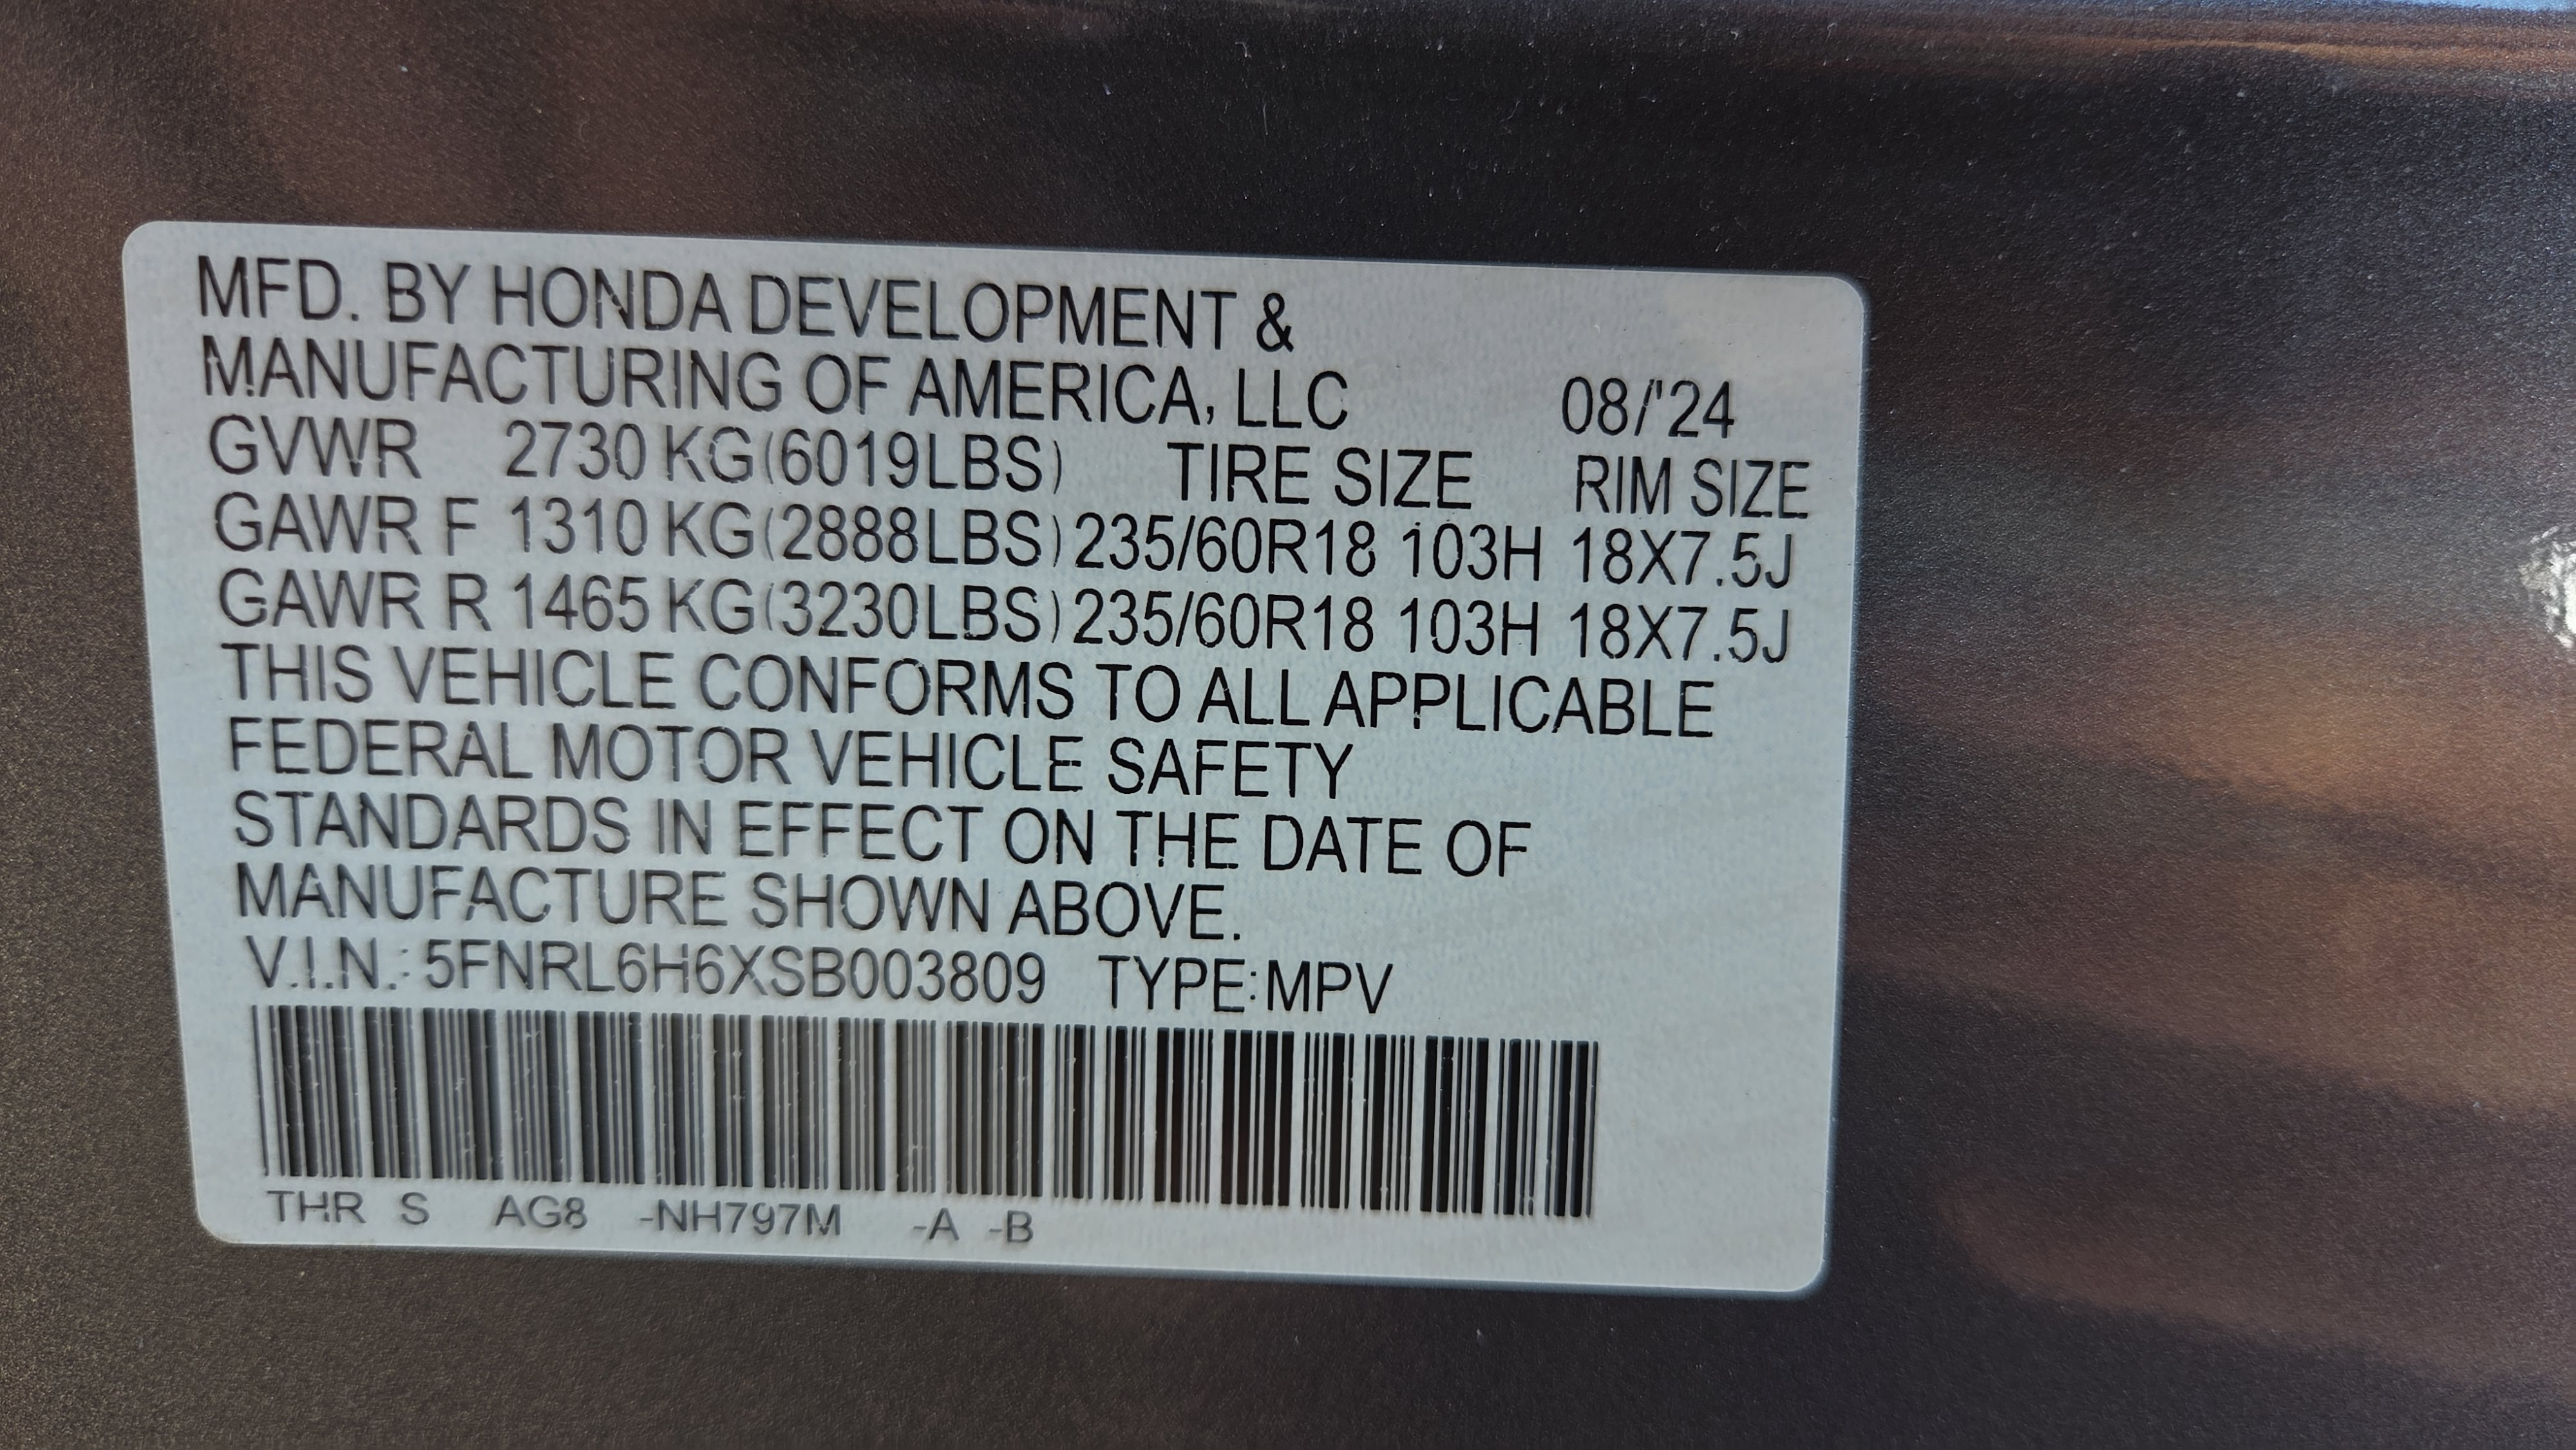 MFD. BY HONDA DEVELOPMENT &
MANUFACTURING OF AMERICA, LLC 08/'24
GVWR 2730 KG(6019LBS) TIRE SIZE RIM SIZE
GAWR F 1310 KG(2888LBS) 235/60R18 103H 18X7.5J
GAWR R 1465 KG(3230LBS) 235/60R18 103H 18X7.5J
THIS VEHICLE CONFORMS TO ALL APPLICABLE
FEDERAL MOTOR VEHICLE SAFETY
STANDARDS IN EFFECT ON THE DATE OF
MANUFACTURE SHOWN ABOVE.
V.I.N.: 5FNRL6H6XSB003809 TYPE:MPV
THR S AG8 -NH797M -A -B